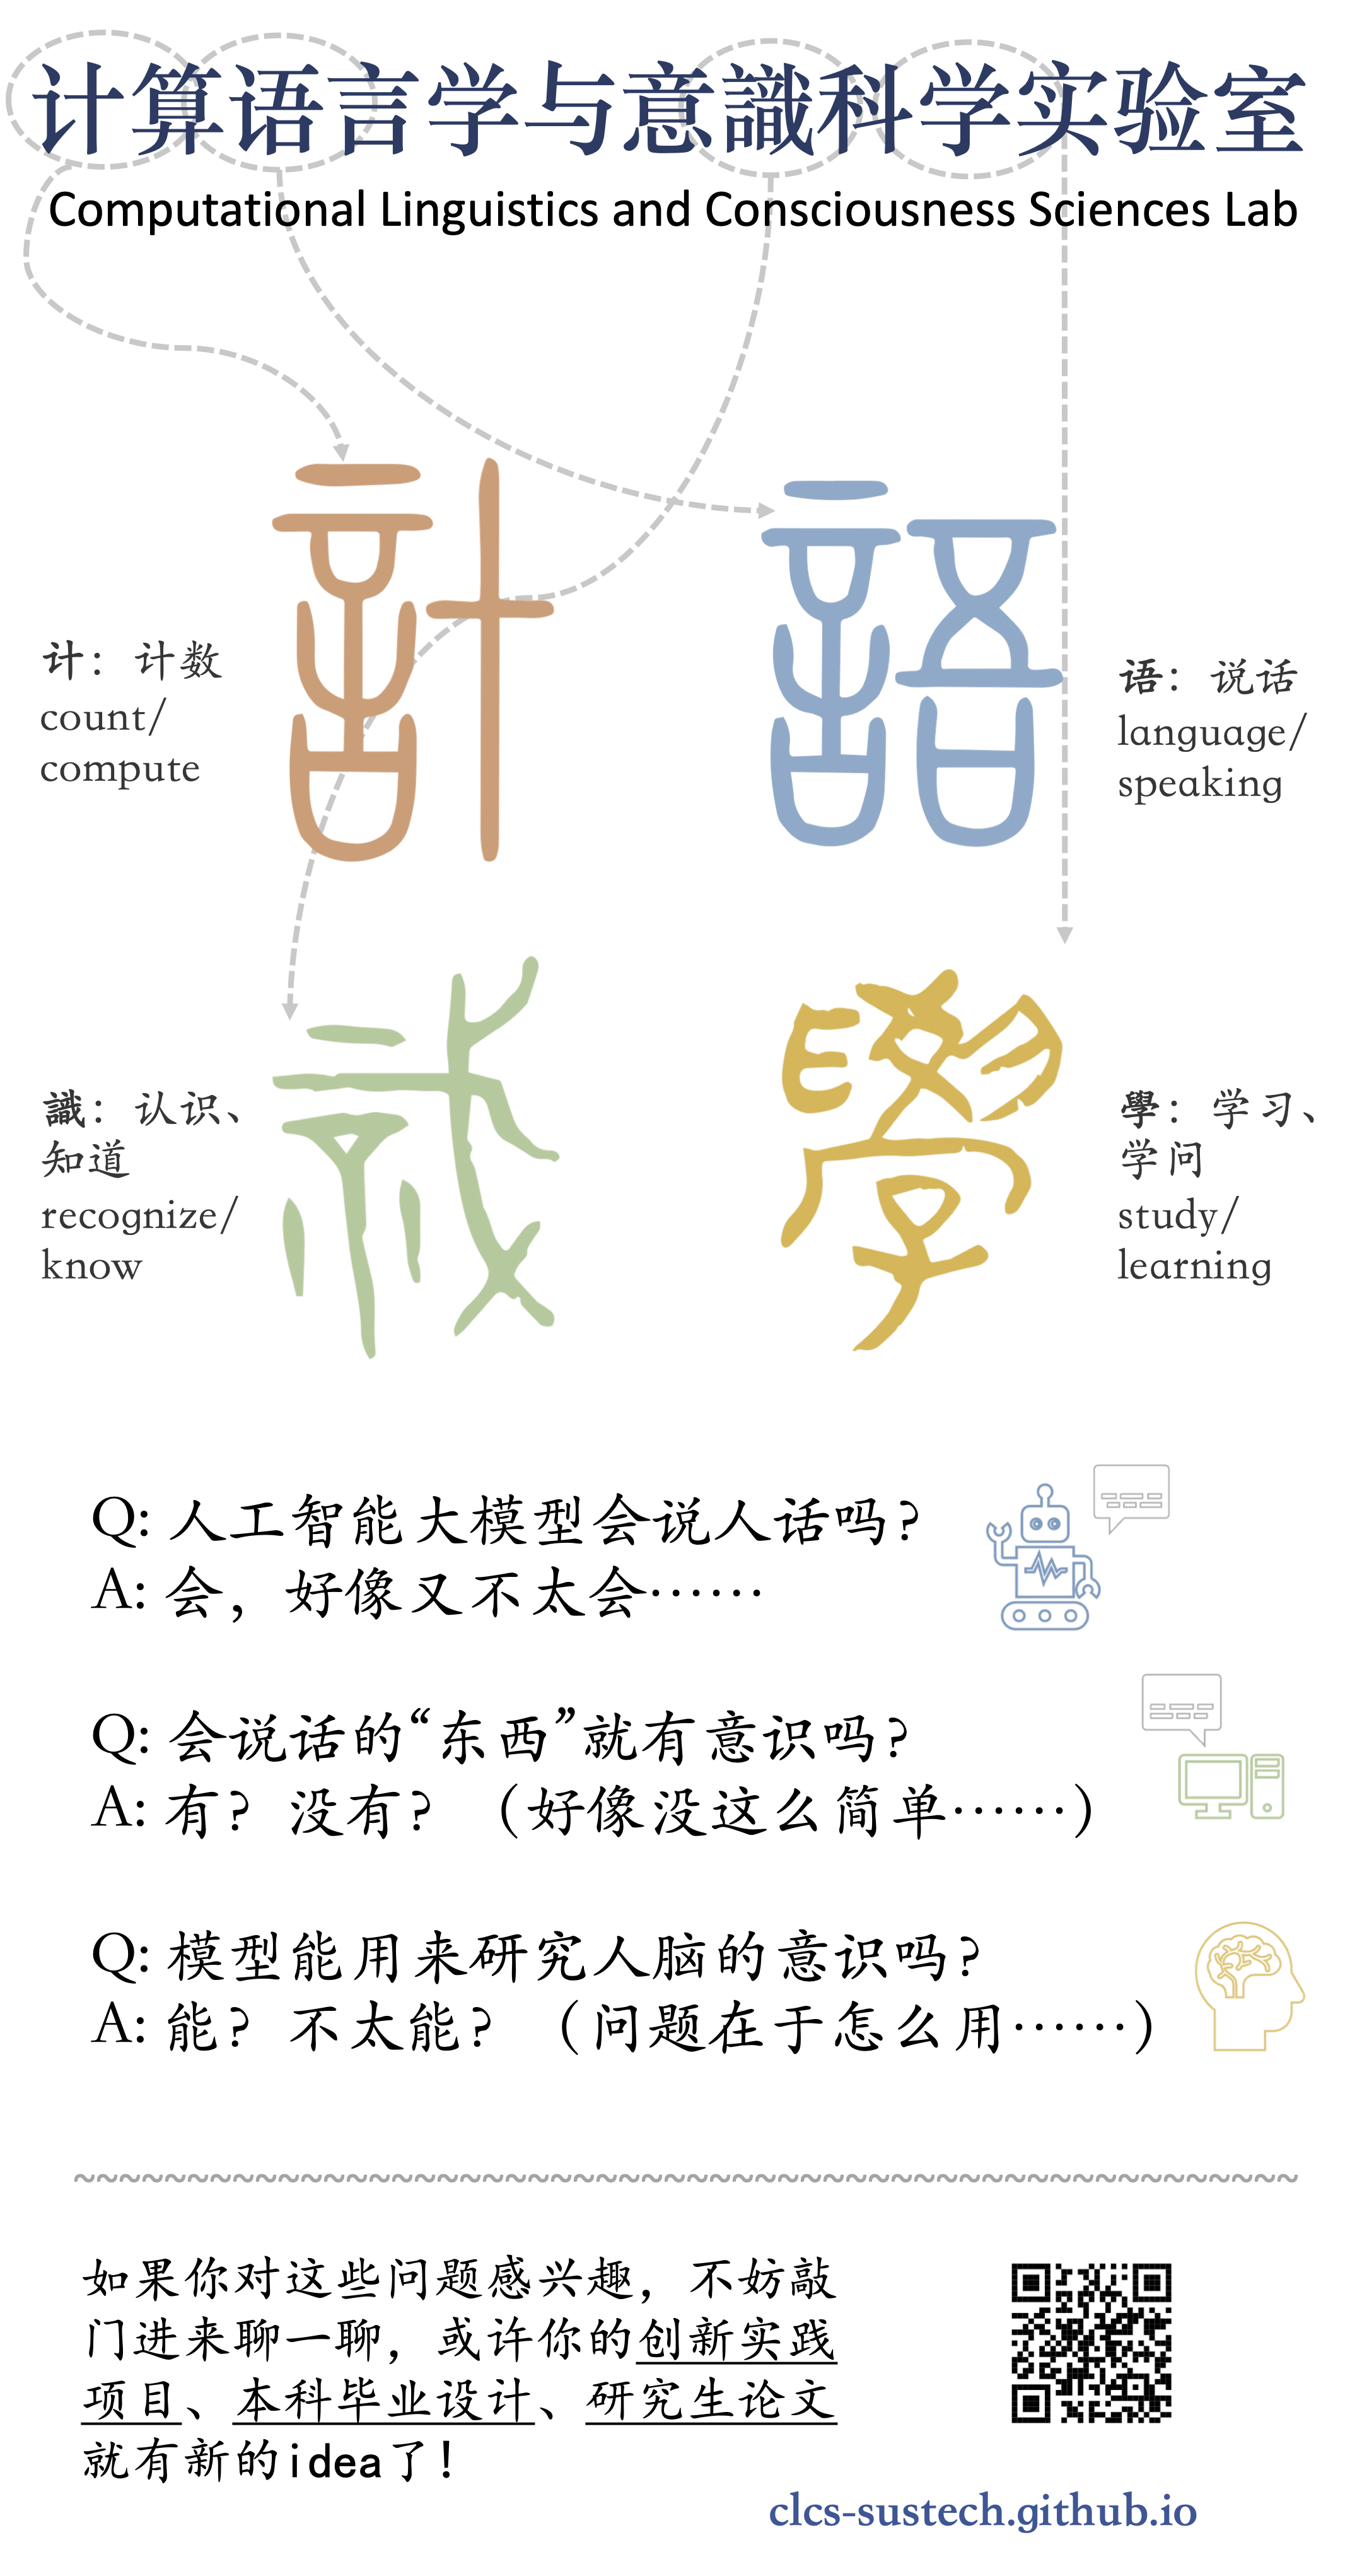 计算语言学与意識科学实验室
Computational Linguistics and Consciousness Sciences Lab
計
語
计：计数
count/
compute
语：说话
language/
speaking
識
學
識：认识、
知道
recognize/
know
學：学习、
学问
study/
learning
Q: 人工智能大模型会说人话吗？
A: 会，好像又不太会……
Q: 会说话的“东西”就有意识吗？
A: 有？没有？（好像没这么简单……）
Q: 模型能用来研究人脑的意识吗？
A: 能？不太能？（问题在于怎么用……）
~~~~~~~~~~~~~~~~~~~~~~~~~~~~~~~~~~~~~~~~~~~~~~~~~~~~~~
如果你对这些问题感兴趣，不妨敲
门进来聊一聊，或许你的创新实践
项目、本科毕业设计、研究生论文
就有新的idea了！
clcs-sustech.github.io